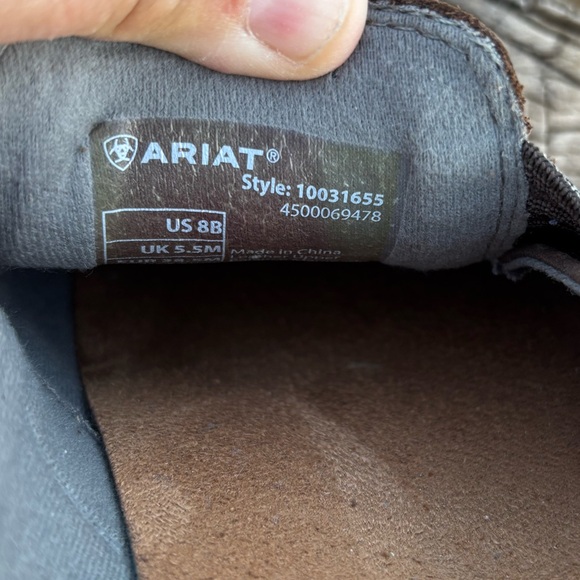 ARIAT®
Style: 10031655
4500069478
US 8B
UK 5.5M
Made in China